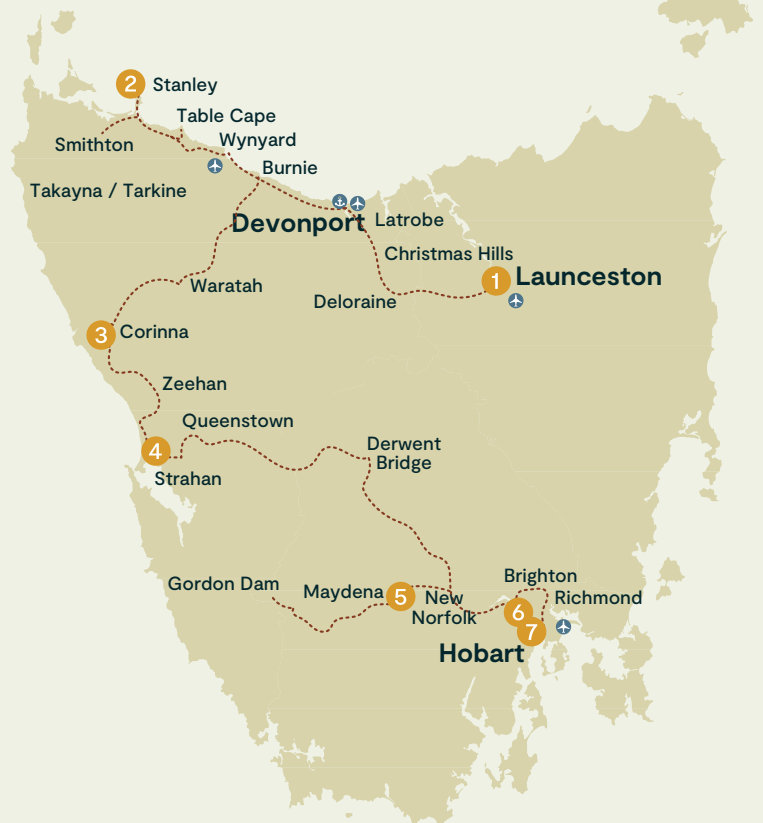 2
Stanley
Table Cape
Smithton
Wynyard
Burnie
Takayna / Tarkine
Devonport
Latrobe
Christmas Hills
1
Launceston
Waratah
Deloraine
3
Corinna
Zeehan
Queenstown
4
Strahan
Derwent
Bridge
Gordon Dam
Maydena
5
New
Norfolk
Brighton
Richmond
6
7
Hobart